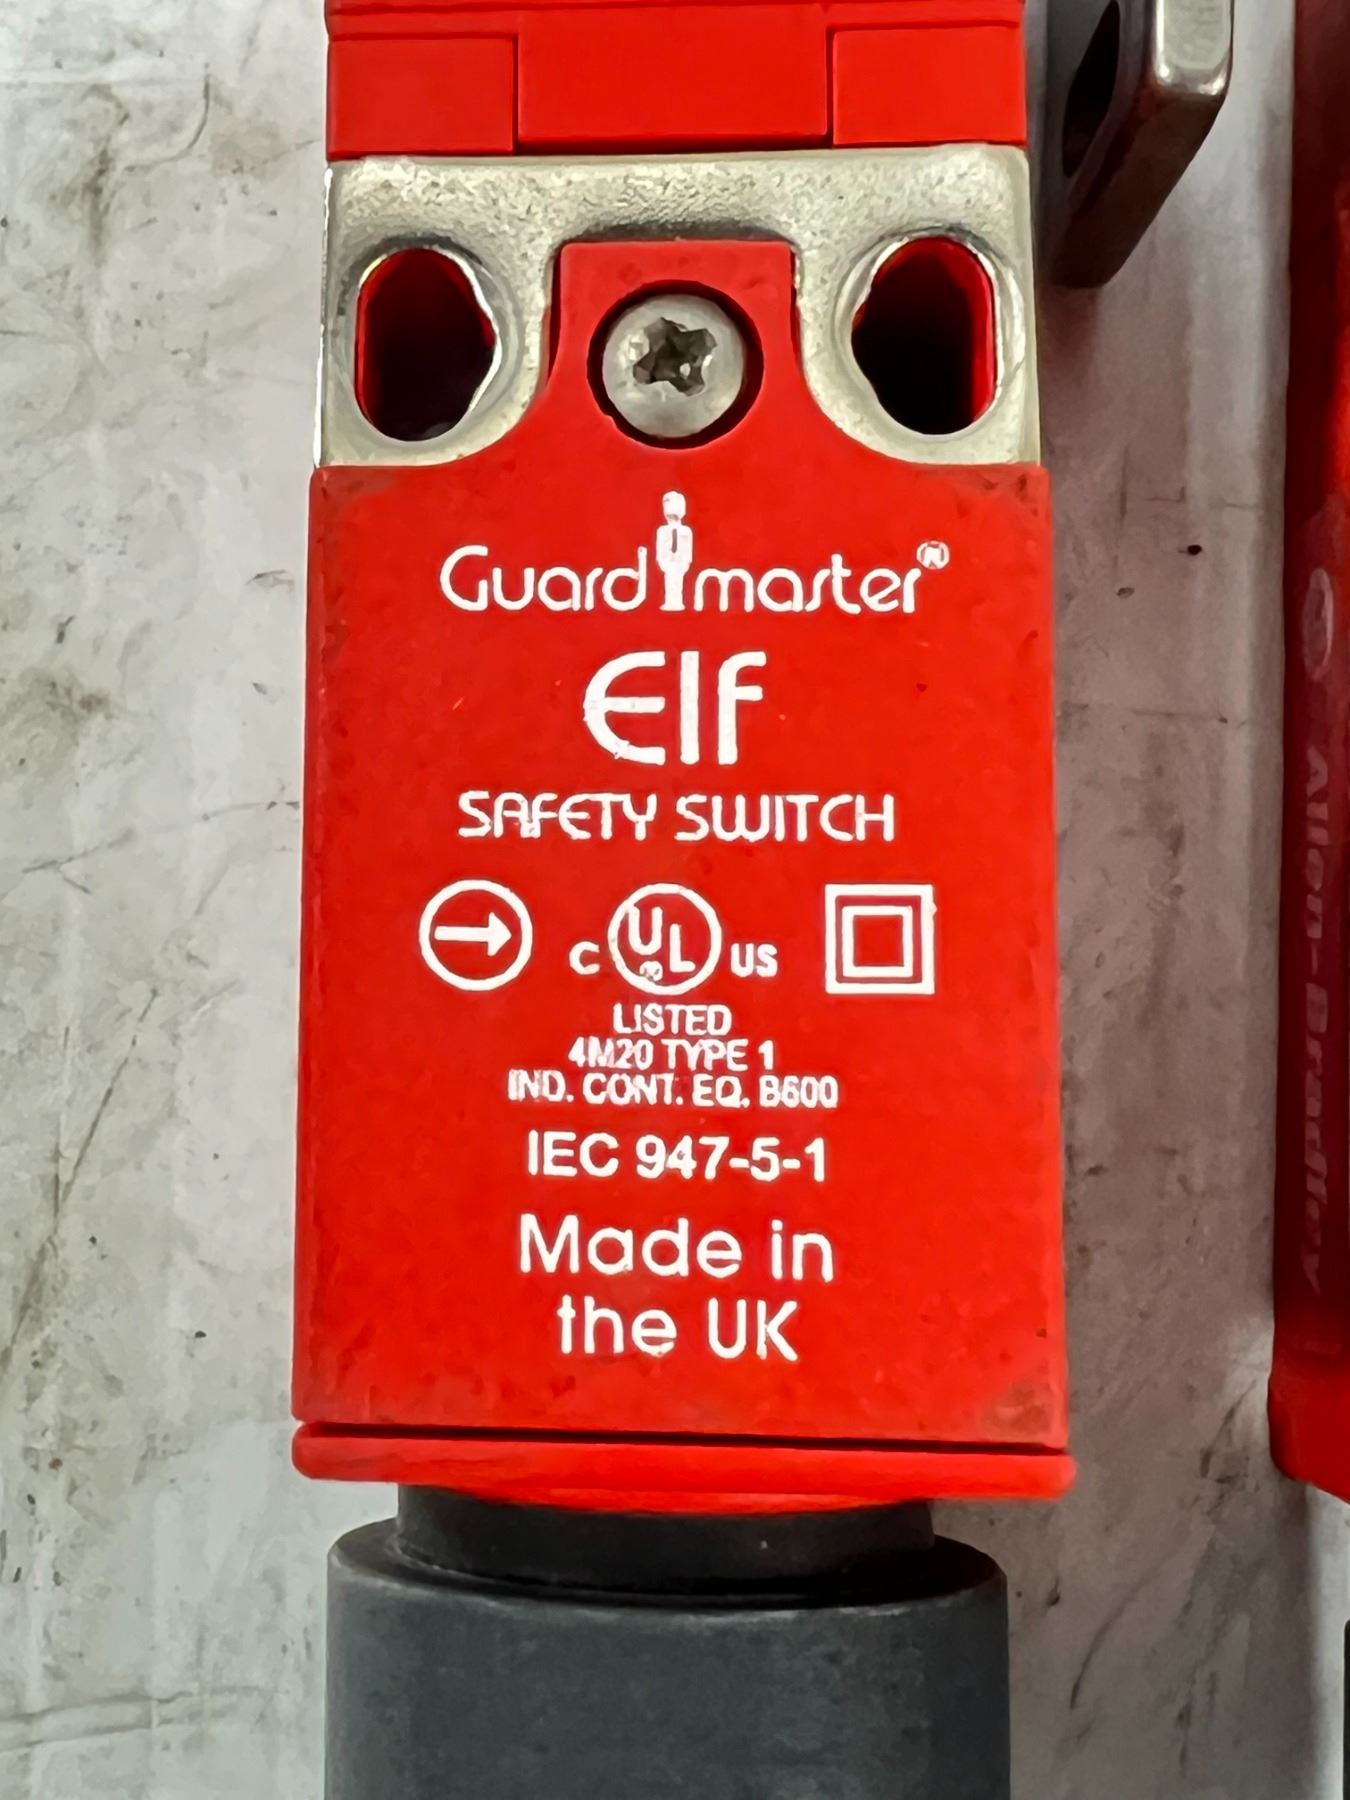 Guardmaster®
Elf
SAFETY SWITCH
C UL® US
LISTED
4M20 TYPE 1
IND. CONT. EQ. B600
IEC 947-5-1
Made in
the UK
Allen-Bradley